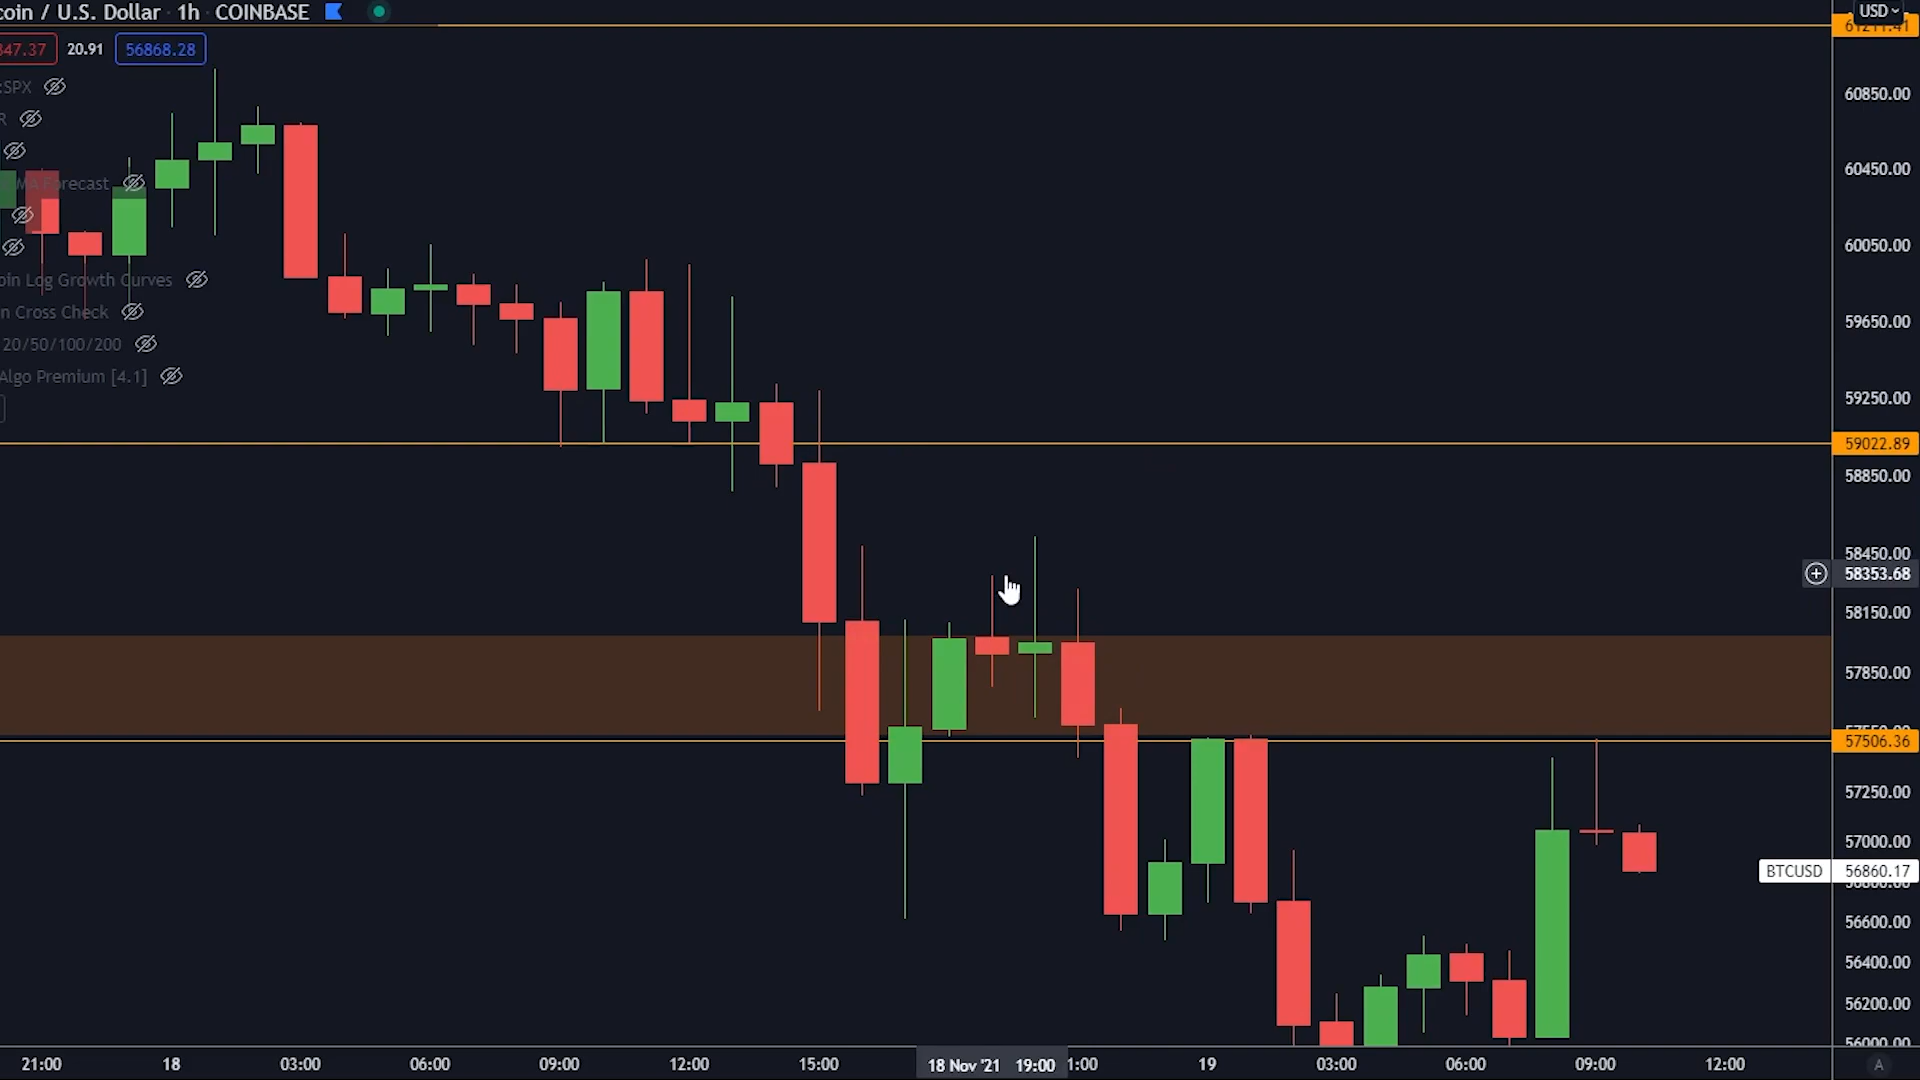 coin / U.S. Dollar · 1h · COINBASE
USD
61211.41
347.37 20.91 56868.28
:SPX
R
MA Forecast
oin Log Growth Curves
n Cross Check
20/50/100/200
Algo Premium [4.1]
60850.00
60450.00
60050.00
59650.00
59250.00
59022.89
58850.00
58450.00
58353.68
58150.00
57850.00
57550.00
57506.36
57250.00
57000.00
BTCUSD 56860.17
56800.00
56600.00
56400.00
56200.00
56000.00
21:00 18 03:00 06:00 09:00 12:00 15:00 18 Nov '21 19:00 1:00 19 03:00 06:00 09:00 12:00 A